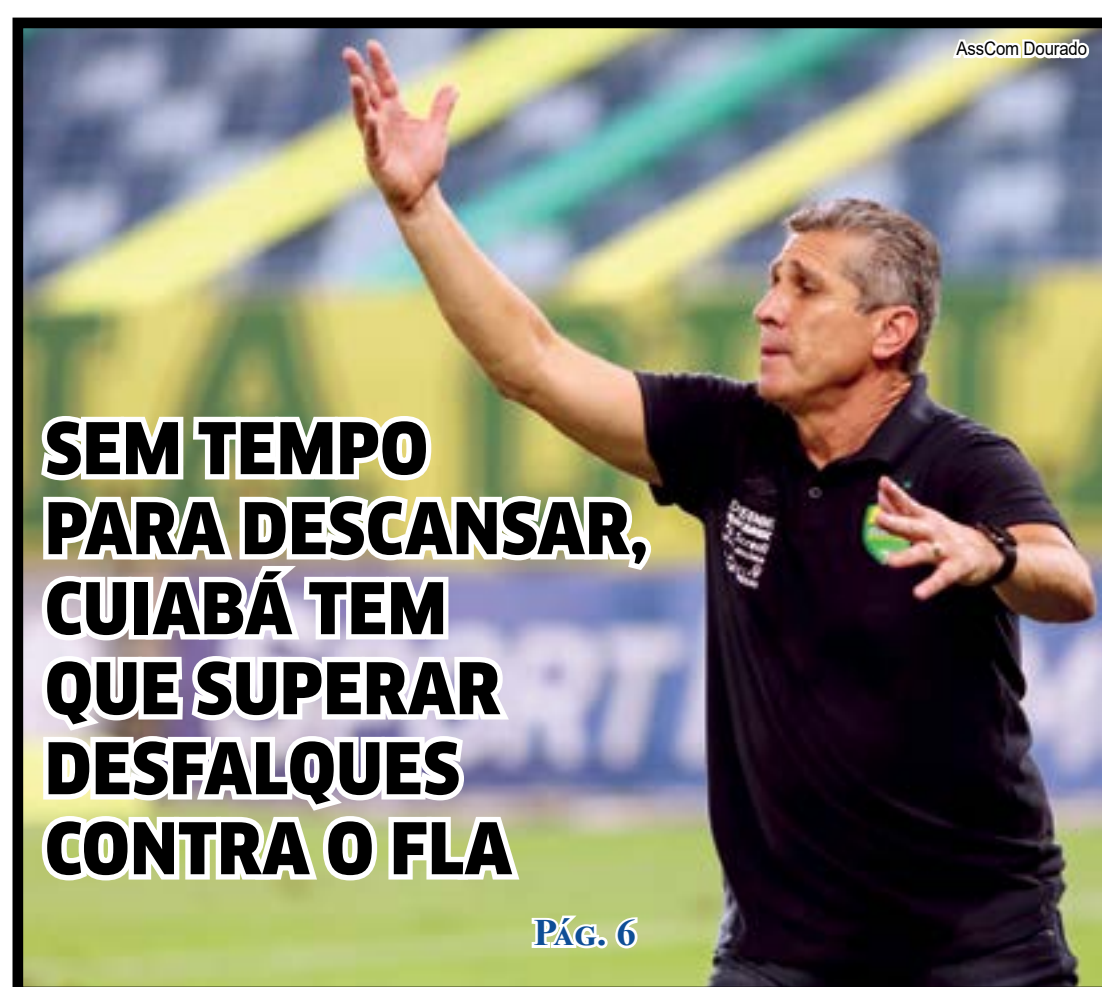 AssCom Dourado
SEM TEMPO
PARA DESCANSAR,
CUIABÁ TEM
QUE SUPERAR
DESFALQUES
CONTRA O FLA
PÁG. 6